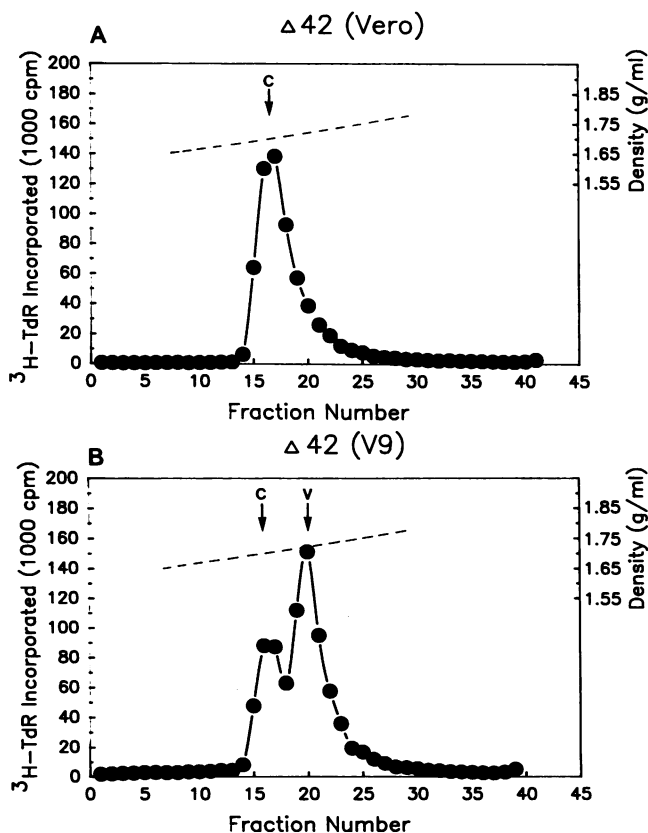 A
△ 42 (Vero)
C
³H–TdR Incorporated (1000 cpm)
200
180
160
140
120
100
80
60
40
20
0
Density (g/ml)
1.85
1.75
1.65
1.55
0 5 10 15 20 25 30 35 40 45
Fraction Number
B
△ 42 (V9)
C V
³H–TdR Incorporated (1000 cpm)
200
180
160
140
120
100
80
60
40
20
0
Density (g/ml)
1.85
1.75
1.65
1.55
0 5 10 15 20 25 30 35 40 45
Fraction Number